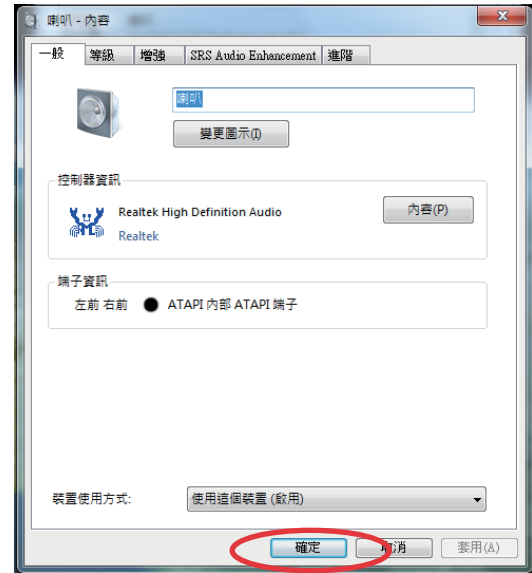 喇叭 - 內容
一般 等級 增強 SRS Audio Enhancement 進階
喇叭
變更圖示(I)
控制器資訊
Realtek High Definition Audio
Realtek
內容(P)
端子資訊
左前 右前 ATAPI 內部 ATAPI 端子
裝置使用方式:
使用這個裝置 (啟用)
確定 取消 套用(A)